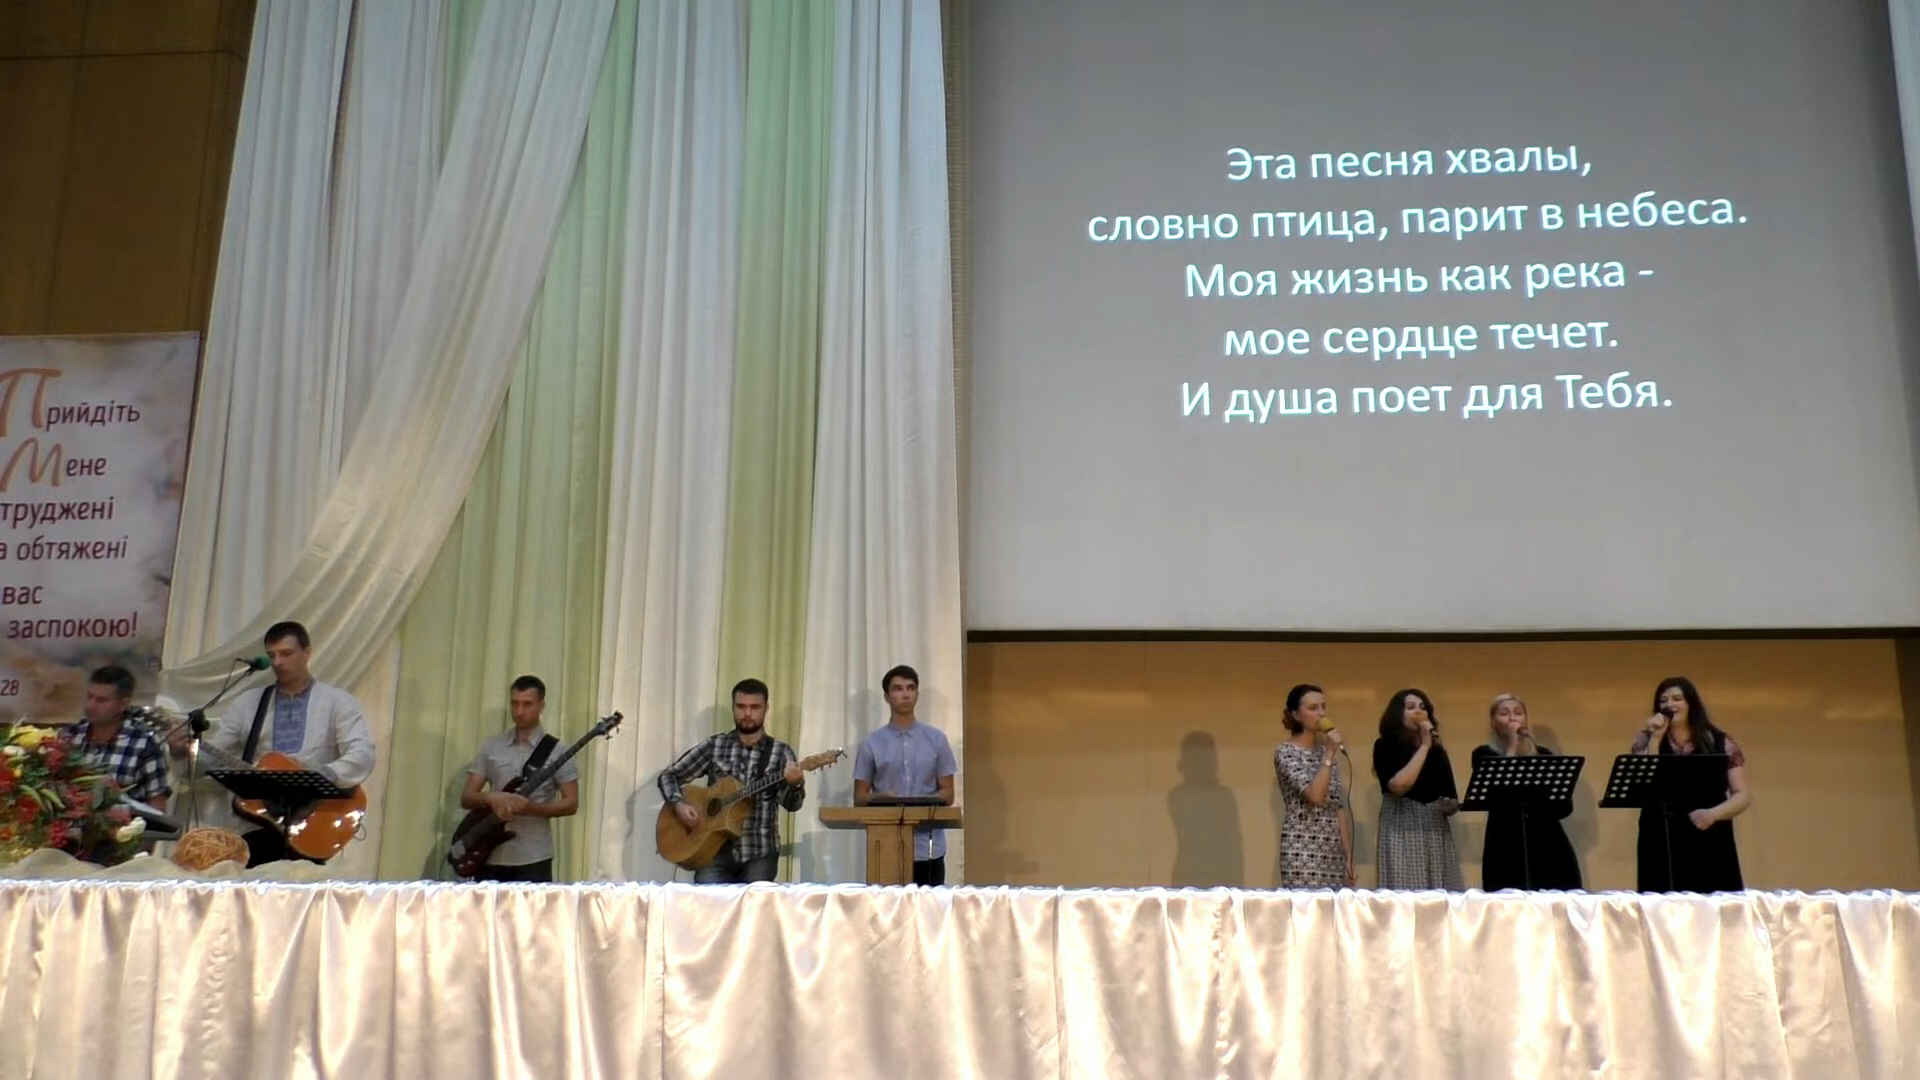 Эта песня хвалы,
словно птица, парит в небеса.
Моя жизнь как река -
мое сердце течет.
И душа поет для Тебя.
Прийдіть
Мене
труджені
а обтяжені
вас
заспокою!
28